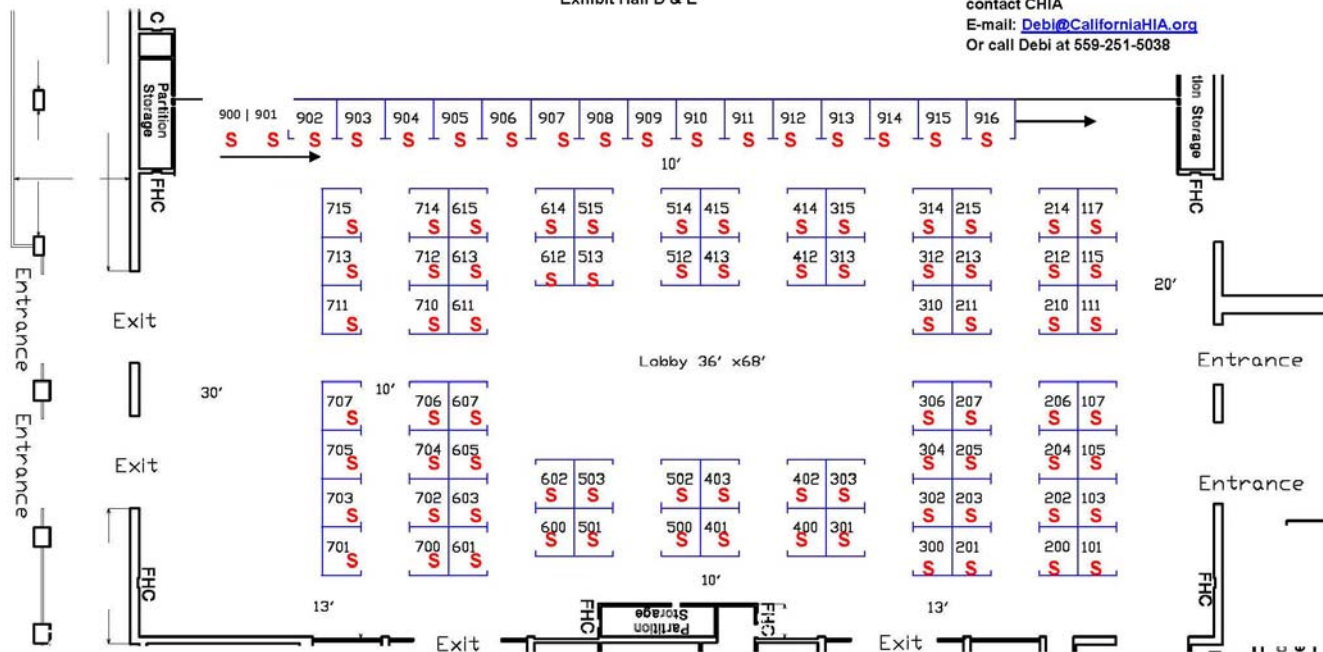 Exhibit Hall D & E
contact CHIA
E-mail: Debi@CaliforniaHIA.org
Or call Debi at 559-251-5038
C
Partition
Storage
FHC
tion Storage
FHC
900 | 901 902 903 904 905 906 907 908 909 910 911 912 913 914 915 916
S S S S S S S S S S S S S S S S S
10'
715 714 615 614 515 514 415 414 315 314 215 214 117
S S S S S S S S S S S S S
713 712 613 612 513 512 413 412 313 312 213 212 115
S S S S S S S S S S S S S
20'
711 710 611 310 211 210 111
S S S S S S S
Entrance
Exit
Lobby 36' x68'
Entrance
30'
10'
707 706 607 306 207 206 107
S S S S S S S
705 704 605 304 205 204 105
S S S S S S S
Entrance
Exit
Entrance
602 503 502 403 402 303
S S S S S S
703 702 603 302 203 202 103
S S S S S S S
600 501 500 401 400 301
S S S S S S
701 700 601 300 201 200 101
S S S S S S S
10'
FHC
FHC
13'
13'
FHC
Partition
Storage
FHC
Exit
Exit